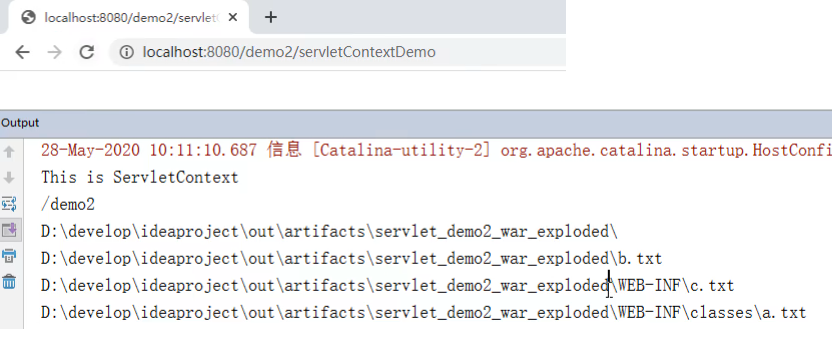 localhost:8080/demo2/servlet
localhost:8080/demo2/servletContextDemo
Output
28-May-2020 10:11:10.687 信息 [Catalina-utility-2] org.apache.catalina.startup.HostConfi
This is ServletContext
/demo2
D:\develop\ideaproject\out\artifacts\servlet_demo2_war_exploded\
D:\develop\ideaproject\out\artifacts\servlet_demo2_war_exploded\b.txt
D:\develop\ideaproject\out\artifacts\servlet_demo2_war_exploded\WEB-INF\c.txt
D:\develop\ideaproject\out\artifacts\servlet_demo2_war_exploded\WEB-INF\classes\a.txt